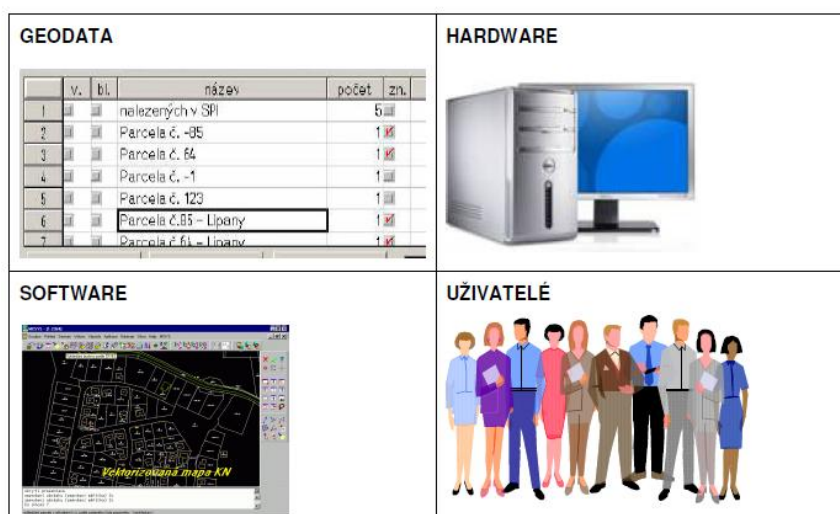 GEODATA
v. bl. název počet zn.
1 nalezených v SPI 5
2 Parcela č. -85 1
3 Parcela č. 64 1
4 Parcela č. -1 1
5 Parcela č. 123 1
6 Parcela č.85 - Lipany 1
7 Parcela č.64 - Lipany 1
HARDWARE
SOFTWARE
Vektorizovaná mapa KN
UŽIVATELÉ